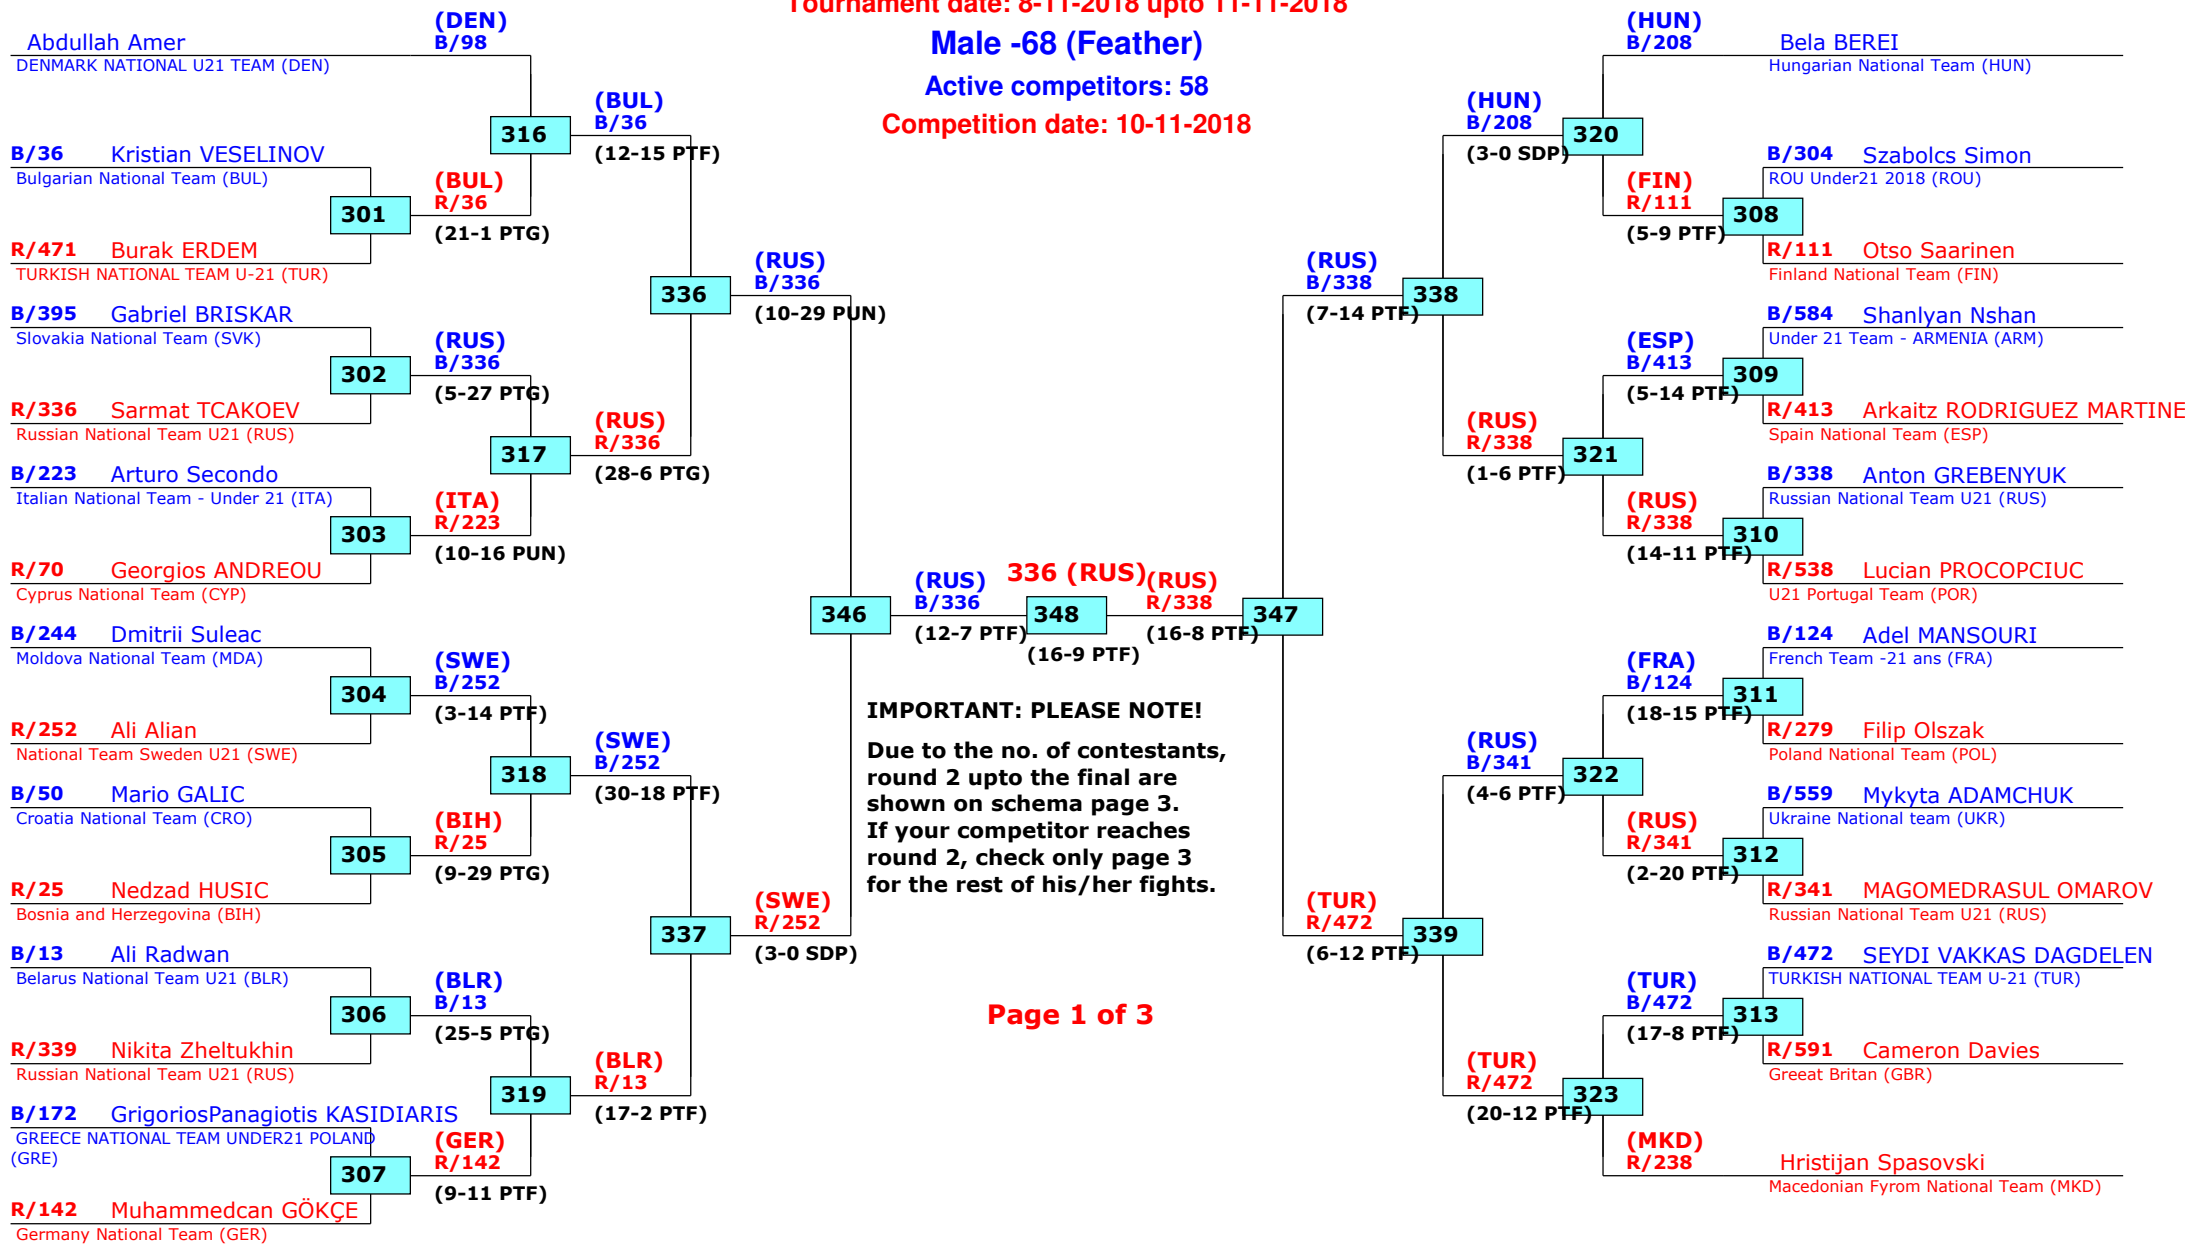 Tournament date: 8-11-2018 upto 11-11-2018
Male -68 (Feather)
Active competitors: 58
Competition date: 10-11-2018
Abdullah Amer
DENMARK NATIONAL U21 TEAM (DEN)
(DEN)
B/98
B/36 Kristian VESELINOV
Bulgarian National Team (BUL)
301
R/471 Burak ERDEM
TURKISH NATIONAL TEAM U-21 (TUR)
(BUL)
R/36
(21-1 PTG)
316
(BUL)
B/36
(12-15 PTF)
B/395 Gabriel BRISKAR
Slovakia National Team (SVK)
302
R/336 Sarmat TCAKOEV
Russian National Team U21 (RUS)
(RUS)
B/336
(5-27 PTG)
B/223 Arturo Secondo
Italian National Team - Under 21 (ITA)
303
R/70 Georgios ANDREOU
Cyprus National Team (CYP)
(ITA)
R/223
(10-16 PUN)
317
(RUS)
R/336
(28-6 PTG)
336
(RUS)
B/336
(10-29 PUN)
B/244 Dmitrii Suleac
Moldova National Team (MDA)
304
R/252 Ali Alian
National Team Sweden U21 (SWE)
(SWE)
B/252
(3-14 PTF)
B/50 Mario GALIC
Croatia National Team (CRO)
305
R/25 Nedzad HUSIC
Bosnia and Herzegovina (BIH)
(BIH)
R/25
(9-29 PTG)
318
(SWE)
B/252
(30-18 PTF)
B/13 Ali Radwan
Belarus National Team U21 (BLR)
306
R/339 Nikita Zheltukhin
Russian National Team U21 (RUS)
(BLR)
B/13
(25-5 PTG)
B/172 GrigoriosPanagiotis KASIDIARIS
GREECE NATIONAL TEAM UNDER21 POLAND
(GRE)
307
R/142 Muhammedcan GÖKÇE
Germany National Team (GER)
(GER)
R/142
(9-11 PTF)
319
(BLR)
R/13
(17-2 PTF)
337
(SWE)
R/252
(3-0 SDP)
346
(RUS)
B/336
(12-7 PTF)
336 (RUS)
348
(16-9 PTF)
(RUS)
R/338
(16-8 PTF)
347
IMPORTANT: PLEASE NOTE!
Due to the no. of contestants,
round 2 upto the final are
shown on schema page 3.
If your competitor reaches
round 2, check only page 3
for the rest of his/her fights.
Page 1 of 3
(HUN)
B/208
Bela BEREI
Hungarian National Team (HUN)
(HUN)
B/208
(3-0 SDP)
320
B/304 Szabolcs Simon
ROU Under21 2018 (ROU)
(FIN)
R/111
(5-9 PTF)
308
R/111 Otso Saarinen
Finland National Team (FIN)
(RUS)
B/338
(7-14 PTF)
338
B/584 Shanlyan Nshan
Under 21 Team - ARMENIA (ARM)
(ESP)
B/413
(5-14 PTF)
309
R/413 Arkaitz RODRIGUEZ MARTINE
Spain National Team (ESP)
(RUS)
R/338
(1-6 PTF)
321
B/338 Anton GREBENYUK
Russian National Team U21 (RUS)
(RUS)
R/338
(14-11 PTF)
310
R/538 Lucian PROCOPCIUC
U21 Portugal Team (POR)
B/124 Adel MANSOURI
French Team -21 ans (FRA)
(FRA)
B/124
(18-15 PTF)
311
R/279 Filip Olszak
Poland National Team (POL)
(RUS)
B/341
(4-6 PTF)
322
B/559 Mykyta ADAMCHUK
Ukraine National team (UKR)
(RUS)
R/341
(2-20 PTF)
312
R/341 MAGOMEDRASUL OMAROV
Russian National Team U21 (RUS)
(TUR)
R/472
(6-12 PTF)
339
B/472 SEYDI VAKKAS DAGDELEN
TURKISH NATIONAL TEAM U-21 (TUR)
(TUR)
B/472
(17-8 PTF)
313
R/591 Cameron Davies
Greeat Britan (GBR)
(TUR)
R/472
(20-12 PTF)
323
(MKD)
R/238
Hristijan Spasovski
Macedonian Fyrom National Team (MKD)